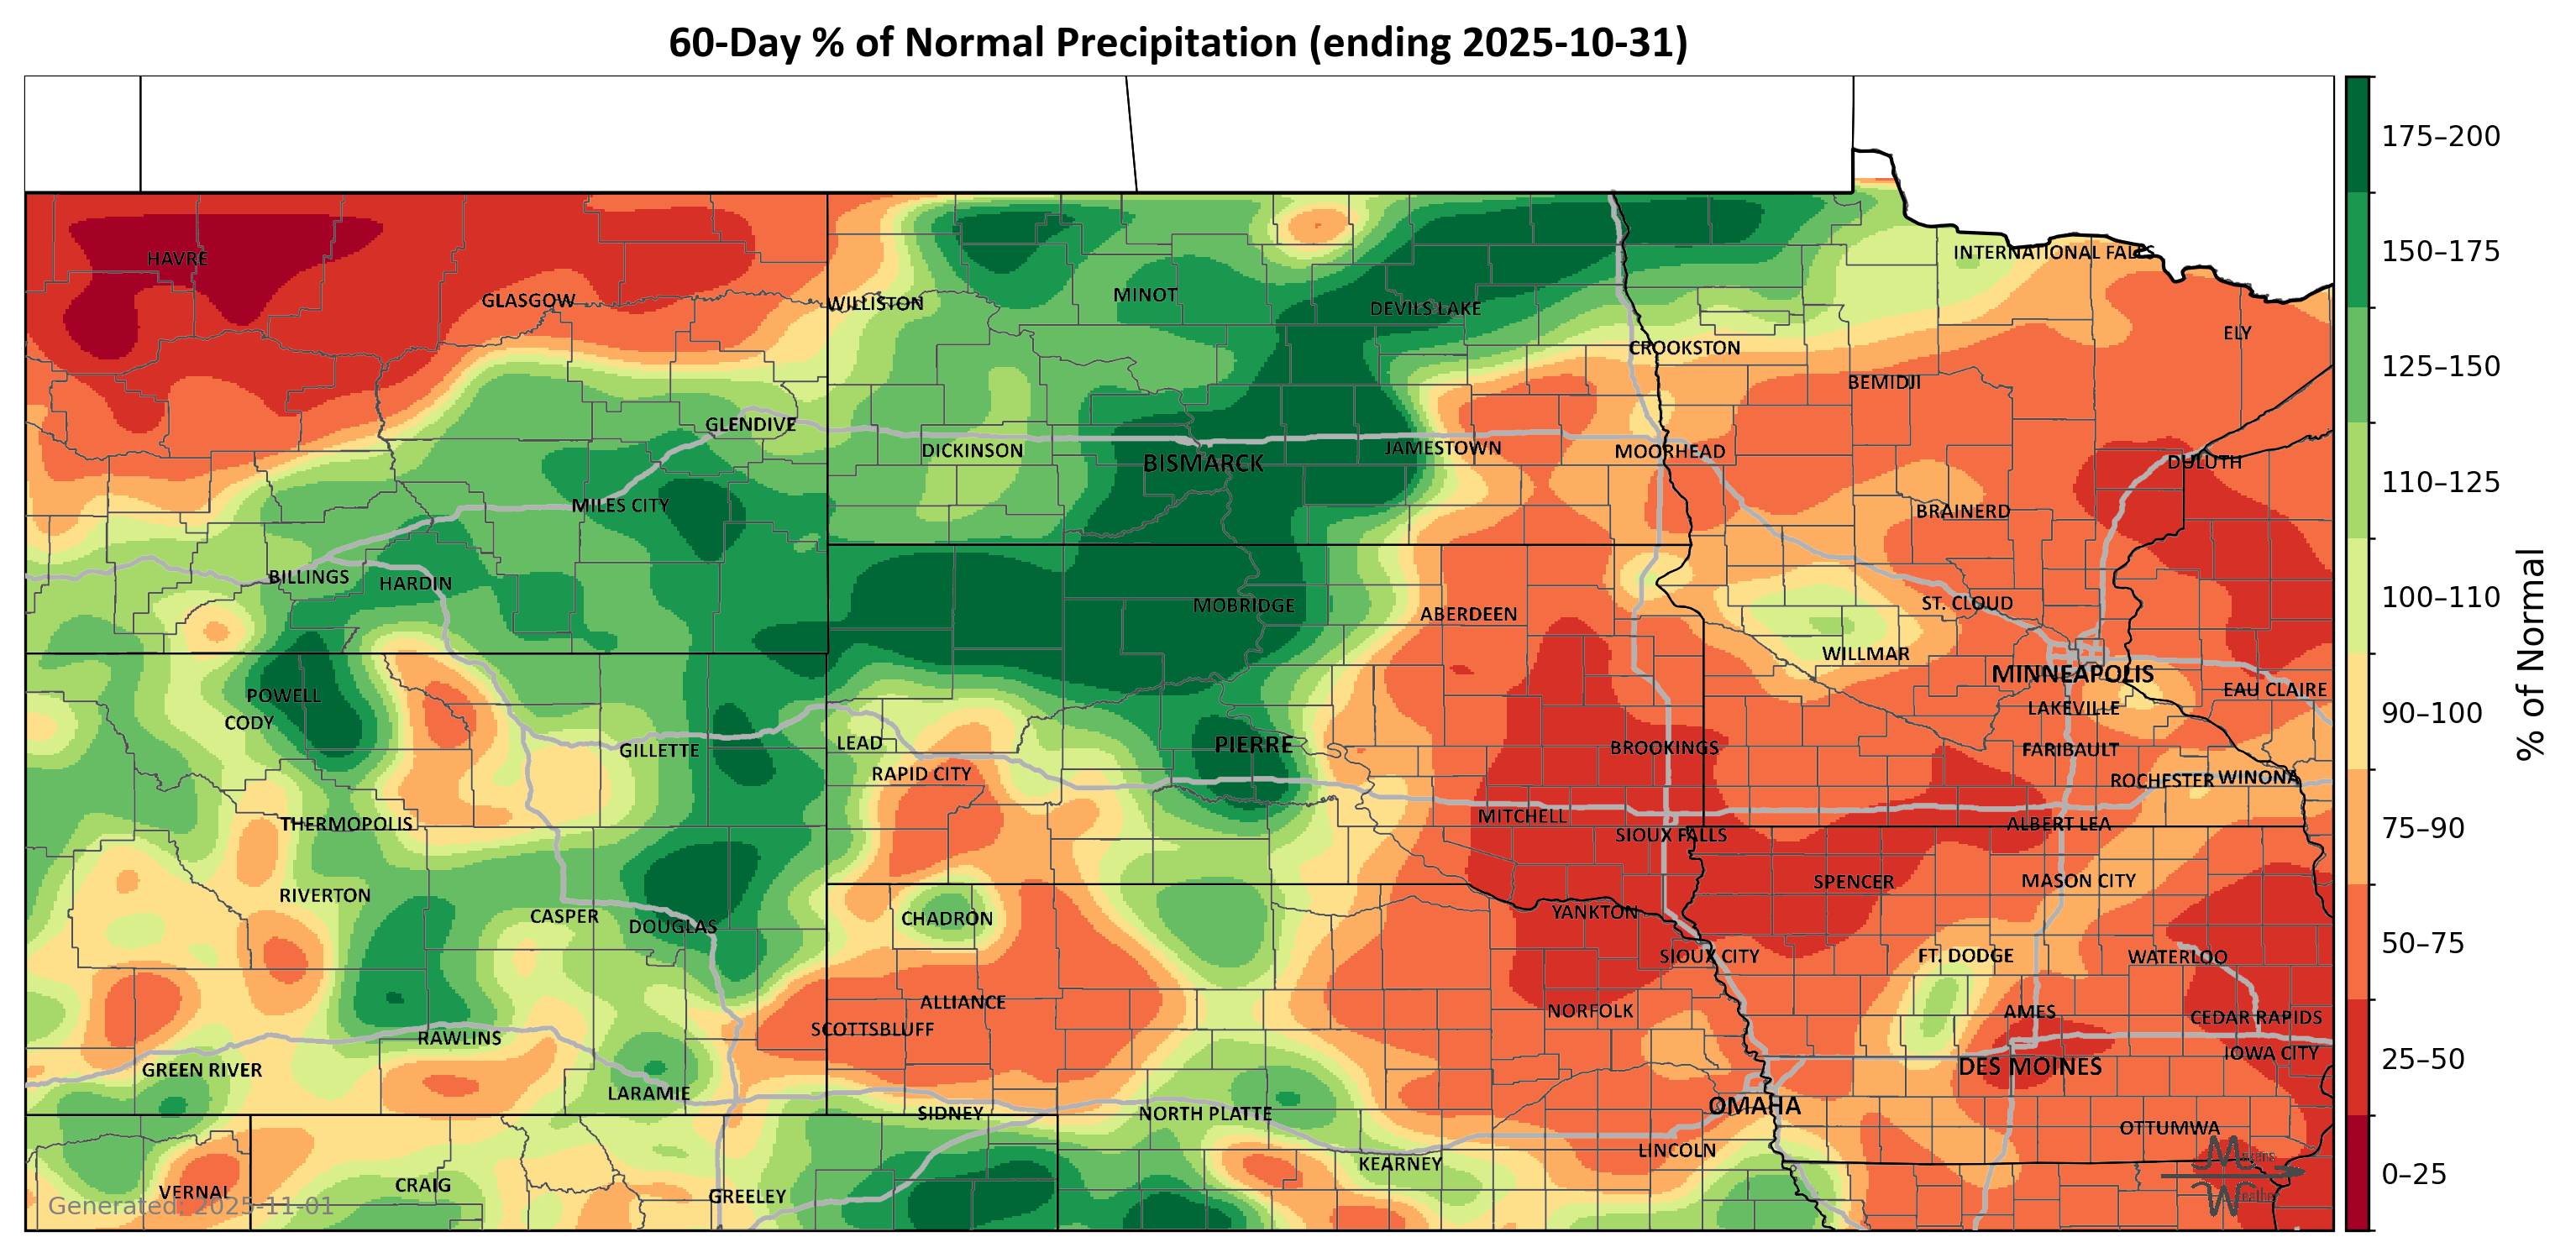 60-Day % of Normal Precipitation (ending 2025-10-31)
175–200
150–175
125–150
110–125
100–110
90–100
75–90
50–75
25–50
0–25
% of Normal
INTERNATIONAL FALLS
HAVRE
GLASGOW
WILLISTON
MINOT
DEVILS LAKE
ELY
CROOKSTON
BEMIDJI
GLENDIVE
DICKINSON
BISMARCK
JAMESTOWN
MOORHEAD
DULUTH
MILES CITY
BRAINERD
BILLINGS
HARDIN
MOBRIDGE
ABERDEEN
ST. CLOUD
WILLMAR
MINNEAPOLIS
POWELL
EAU CLAIRE
CODY
LAKEVILLE
GILLETTE
LEAD
PIERRE
BROOKINGS
FARIBAULT
RAPID CITY
ROCHESTER
WINONA
THERMOPOLIS
MITCHELL
SIOUX FALLS
ALBERT LEA
RIVERTON
SPENCER
MASON CITY
CASPER
DOUGLAS
CHADRON
YANKTON
SIOUX CITY
FT. DODGE
WATERLOO
ALLIANCE
NORFOLK
AMES
SCOTTSBLUFF
CEDAR RAPIDS
RAWLINS
IOWA CITY
GREEN RIVER
DES MOINES
LARAMIE
SIDNEY
NORTH PLATTE
OMAHA
OTTUMWA
LINCOLN
KEARNEY
VERNAL
CRAIG
GREELEY
Generated: 2025-11-01
Weather